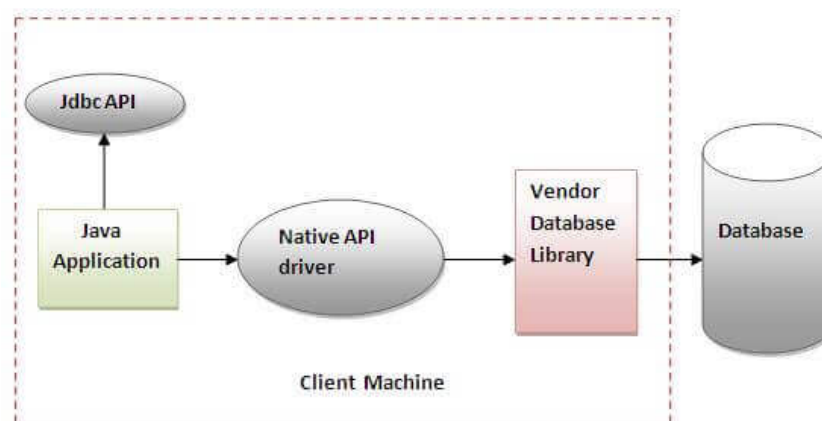 Jdbc API
Java
Application
Native API
driver
Vendor
Database
Library
Database
Client Machine